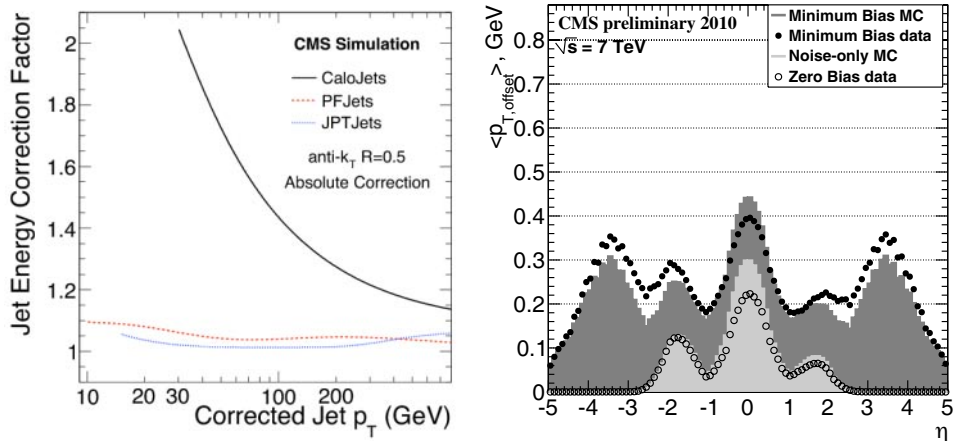 Jet Energy Correction Factor
2
1.8
1.6
1.4
1.2
1
CMS Simulation
CaloJets
PFJets
JPTJets
anti-k_T R=0.5
Absolute Correction
10 20 30 100 200
Corrected Jet p_T (GeV)
<p_T,offset>, GeV
0.8
0.7
0.6
0.5
0.4
0.3
0.2
0.1
0
CMS preliminary 2010
√s = 7 TeV
Minimum Bias MC
Minimum Bias data
Noise-only MC
Zero Bias data
-5 -4 -3 -2 -1 0 1 2 3 4 5
η